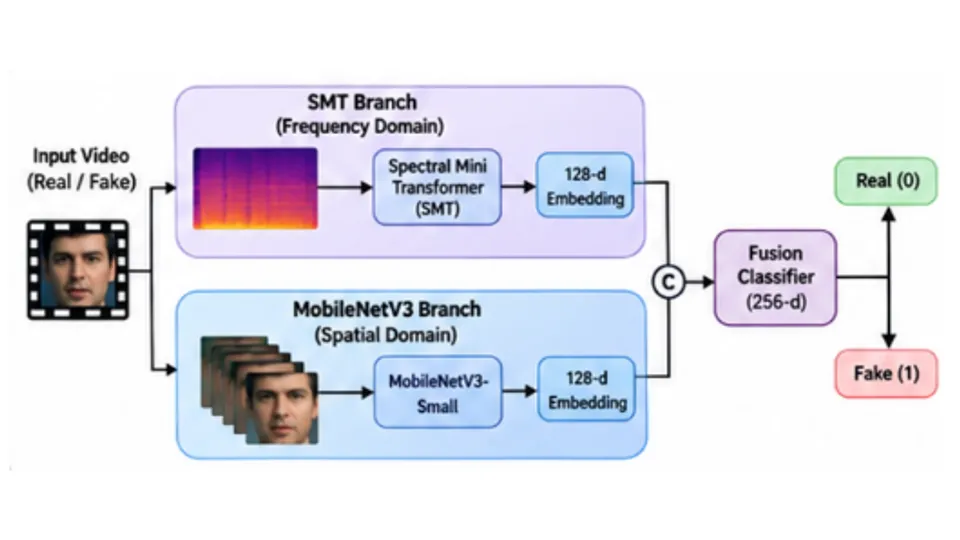 Input Video
(Real / Fake)
SMT Branch
(Frequency Domain)
Spectral Mini
Transformer
(SMT)
128-d
Embedding
MobileNetV3 Branch
(Spatial Domain)
MobileNetV3-
Small
128-d
Embedding
C
Fusion
Classifier
(256-d)
Real (0)
Fake (1)